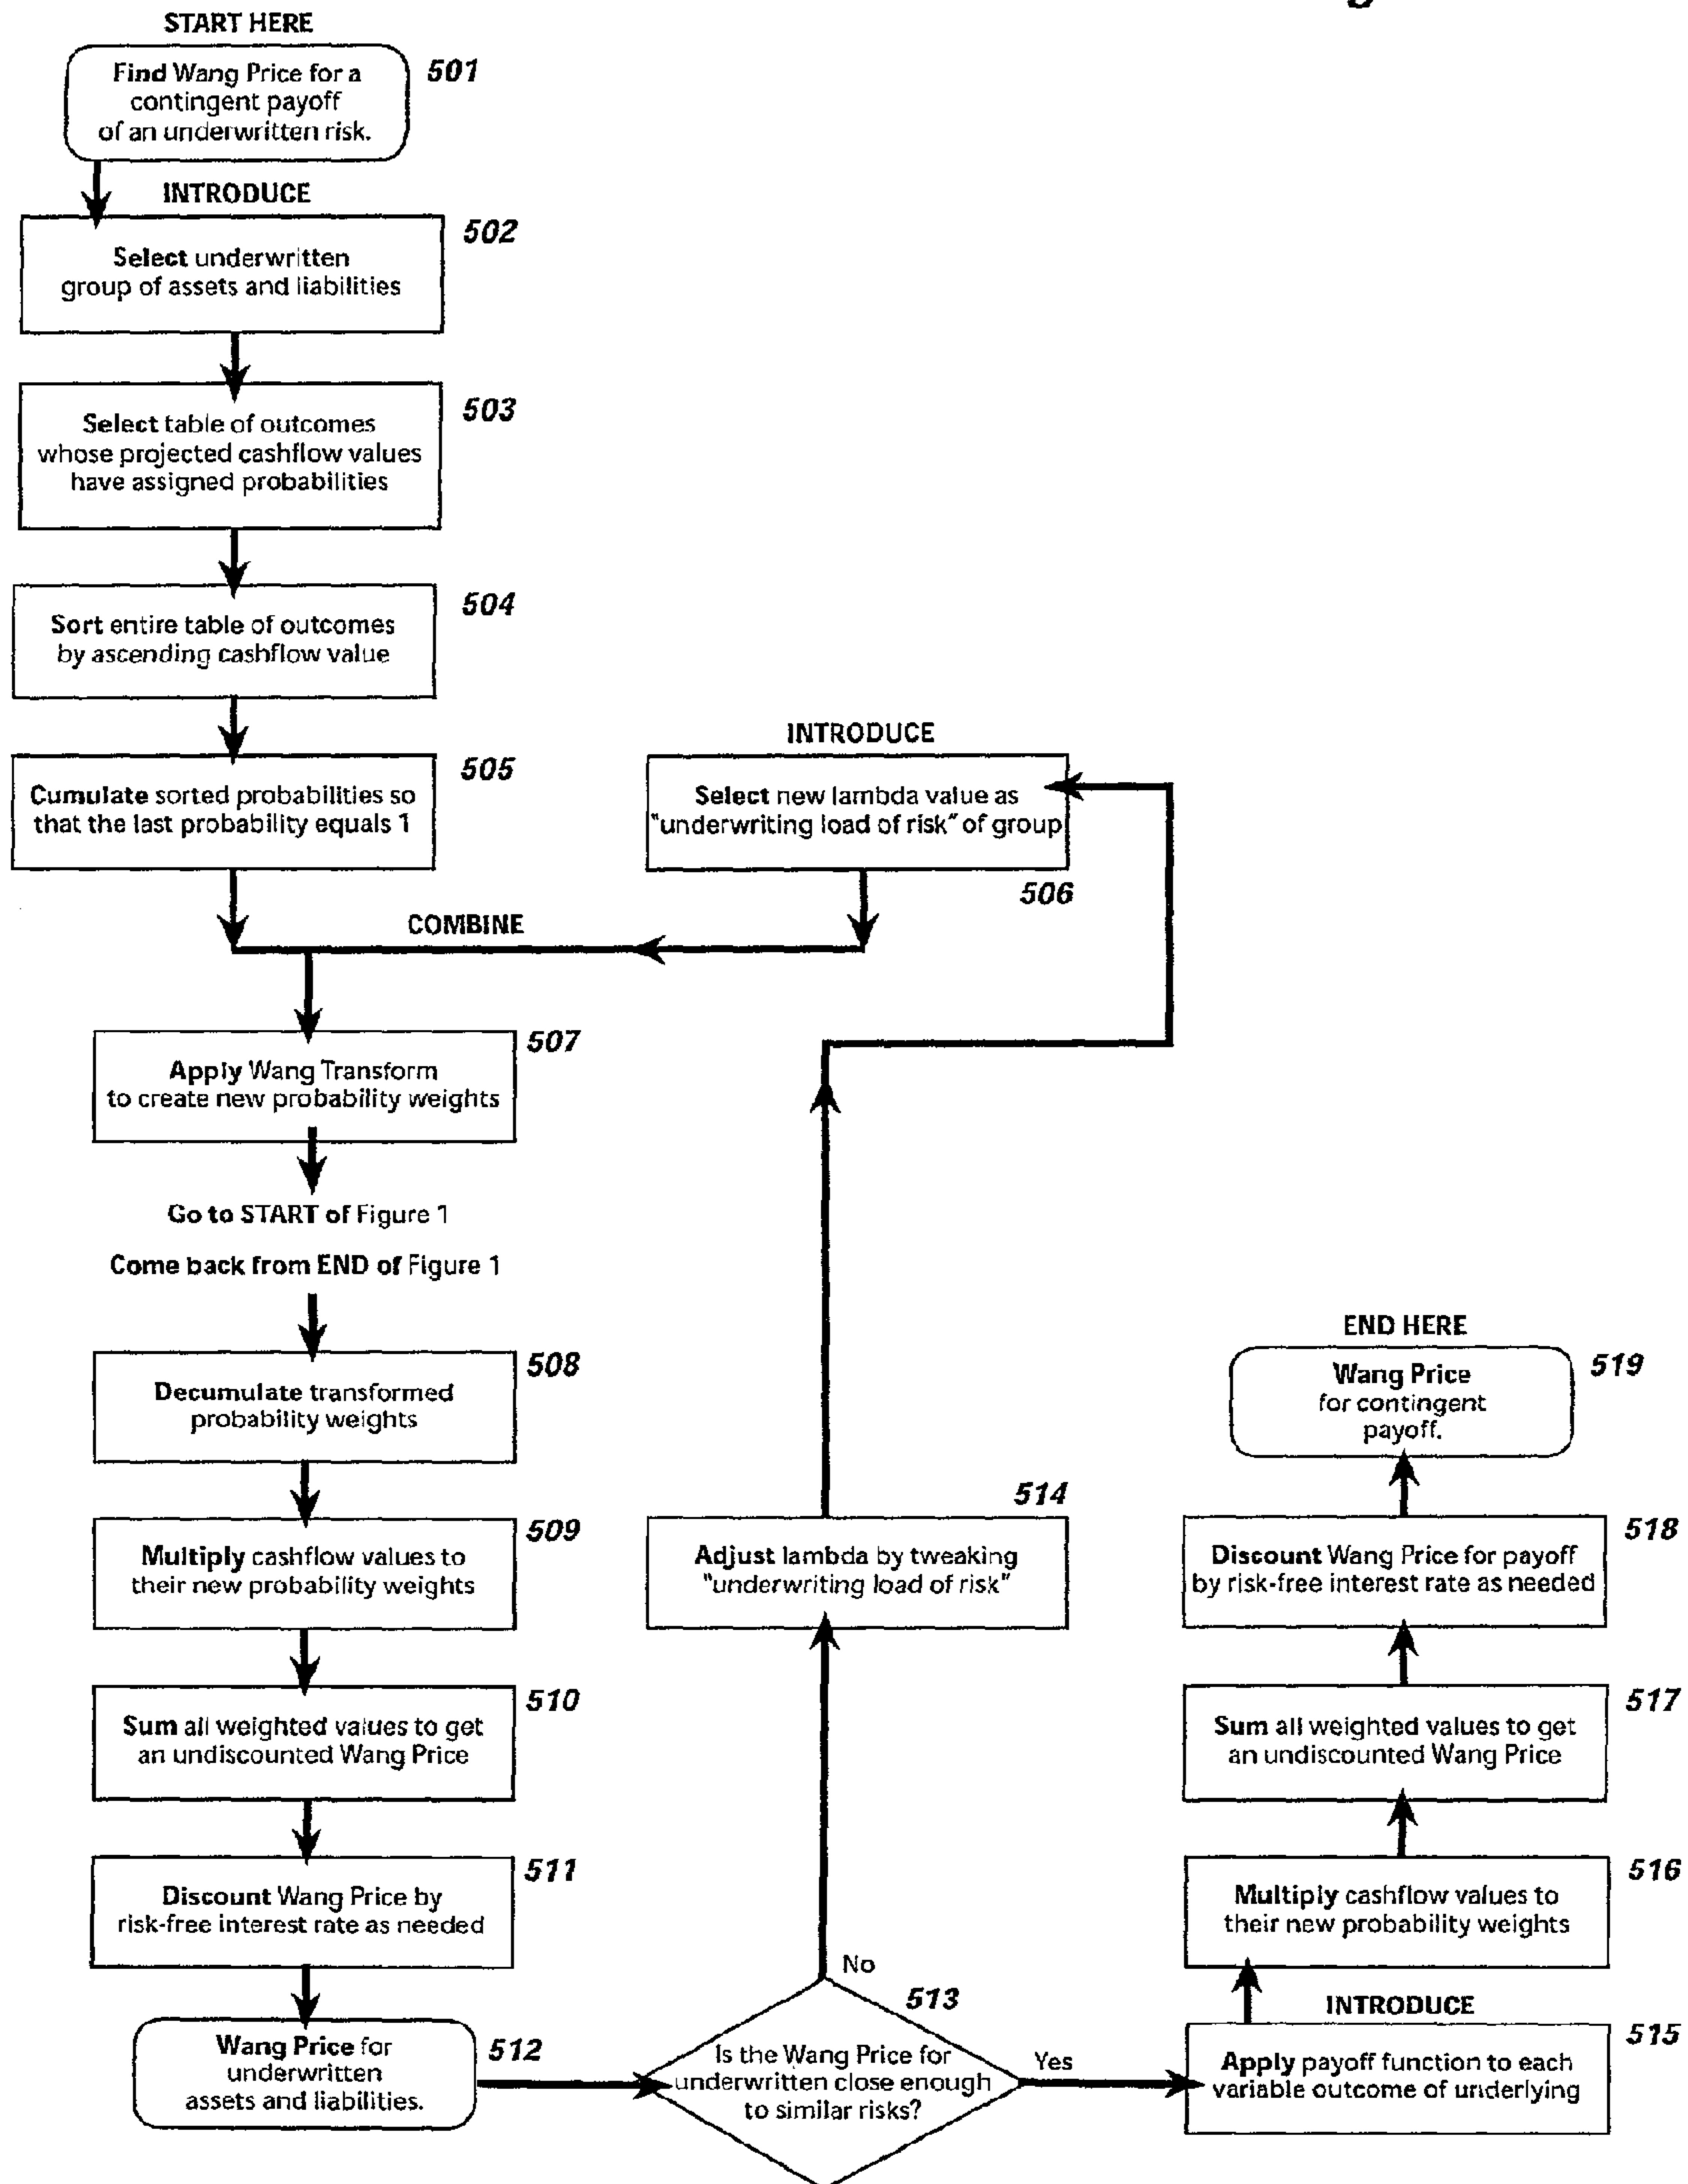 START HERE
Find Wang Price for a
contingent payoff
of an underwritten risk.
501
INTRODUCE
Select underwritten
group of assets and liabilities
502
Select table of outcomes
whose projected cashflow values
have assigned probabilities
503
Sort entire table of outcomes
by ascending cashflow value
504
Cumulate sorted probabilities so
that the last probability equals 1
505
INTRODUCE
Select new lambda value as
"underwriting load of risk" of group
506
COMBINE
Apply Wang Transform
to create new probability weights
507
Go to START of Figure 1
Come back from END of Figure 1
Decumulate transformed
probability weights
508
Multiply cashflow values to
their new probability weights
509
Sum all weighted values to get
an undiscounted Wang Price
510
Discount Wang Price by
risk-free interest rate as needed
511
Wang Price for
underwritten
assets and liabilities.
512
Is the Wang Price for
underwritten close enough
to similar risks?
513
No
Yes
Adjust lambda by tweaking
"underwriting load of risk"
514
INTRODUCE
Apply payoff function to each
variable outcome of underlying
515
Multiply cashflow values to
their new probability weights
516
Sum all weighted values to get
an undiscounted Wang Price
517
Discount Wang Price for payoff
by risk-free interest rate as needed
518
END HERE
Wang Price
for contingent
payoff.
519